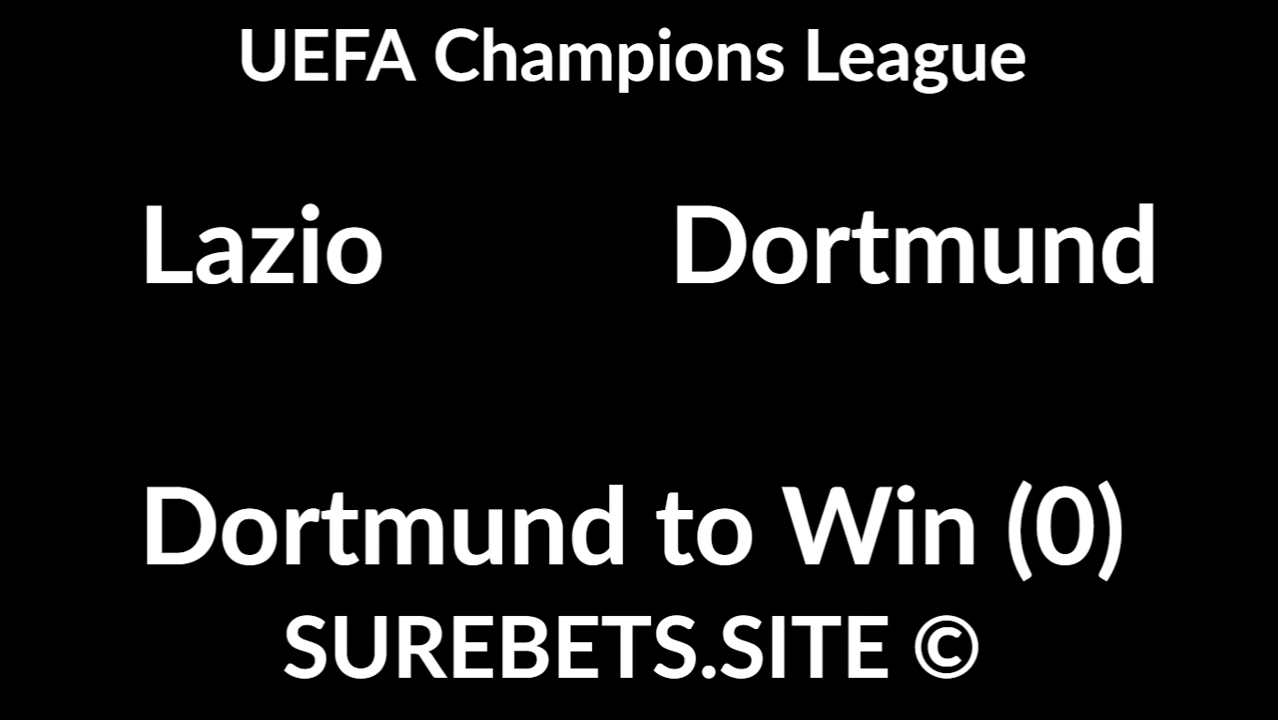 UEFA Champions League
Lazio Dortmund
Dortmund to Win (0)
SUREBETS.SITE ©